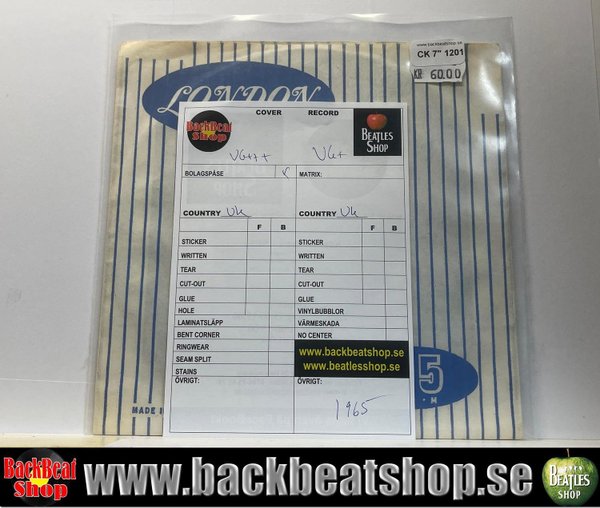 www.backbeatshop.se
CK 7" 1201
KR 60.00
LONDON
COVER RECORD
BackBeat Shop
BEATLES SHOP
VG+++ VG+
BOLAGSPÅSE X MATRIX:
COUNTRY UK COUNTRY UK
F B F B
STICKER STICKER
WRITTEN WRITTEN
TEAR TEAR
CUT-OUT CUT-OUT
GLUE GLUE
HOLE VINYLBUBBLOR
LAMINATSLÄPP VÄRMESKADA
BENT CORNER NO CENTER
RINGWEAR
SEAM SPLIT
www.backbeatshop.se
www.beatlesshop.se
STAINS
ÖVRIGT: ÖVRIGT:
1965
5
MADE I
M
BackBeat Shop
www.backbeatshop.se
BEATLES SHOP